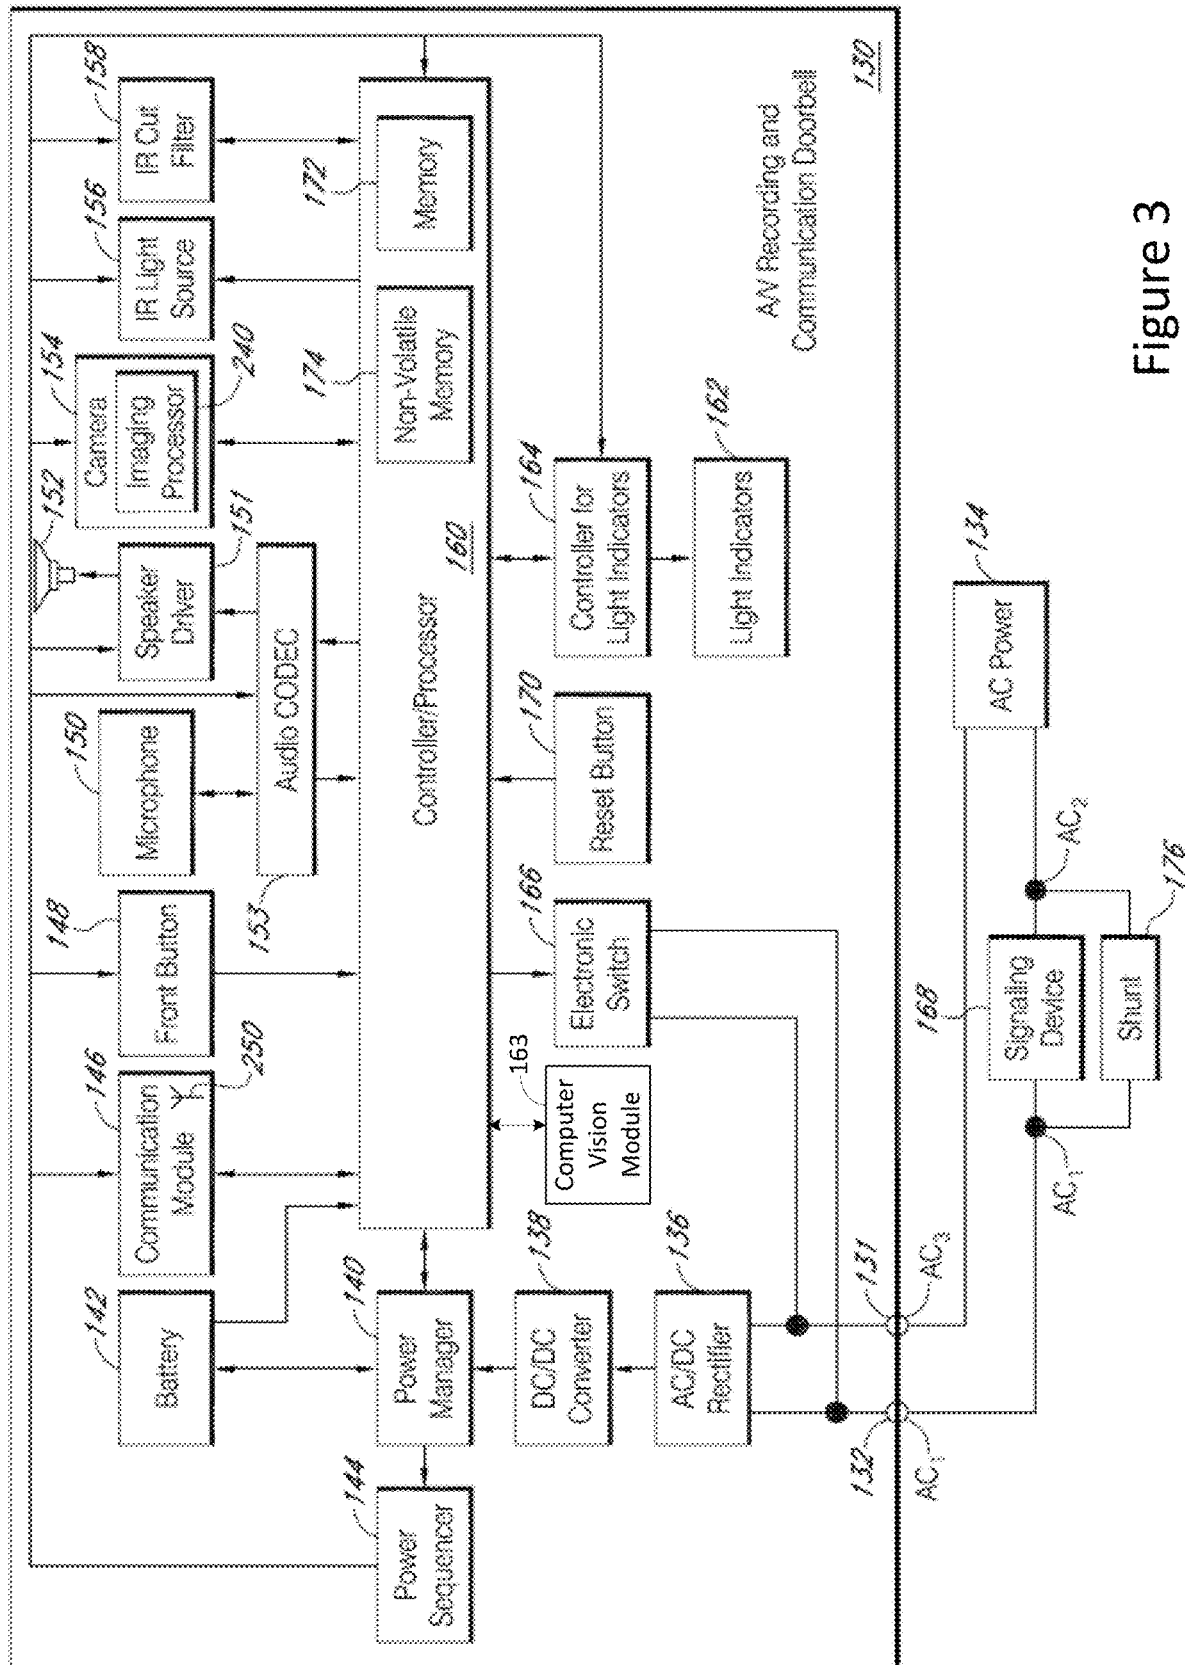 142
Battery
146
Communication
Module
250
148
Front Button
150
Microphone
152
151
Speaker
Driver
154
Camera
Imaging
Processor
240
156
IR Light
Source
158
IR Cut
Filter
153
Audio CODEC
144
Power
Sequencer
140
Power
Manager
Controller/Processor
160
174
Non-Volatile
Memory
172
Memory
138
DC/DC
Converter
163
Computer
Vision
Module
166
Electronic
Switch
170
Reset Button
164
Controller for
Light Indicators
136
AC/DC
Rectifier
162
Light Indicators
A/V Recording and
Communication Doorbell
130
132
AC1
131
AC3
134
AC Power
168
Signaling
Device
AC1
AC2
Shunt
176
Figure 3